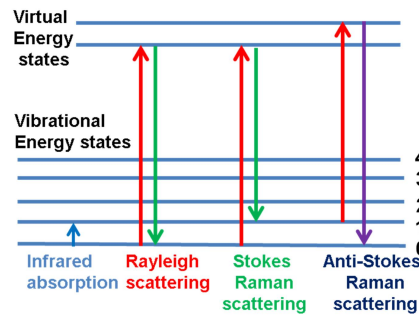 Virtual
Energy
states
Vibrational
Energy states
4
3
2
1
0
Infrared
absorption
Rayleigh
scattering
Stokes
Raman
scattering
Anti-Stokes
Raman
scattering